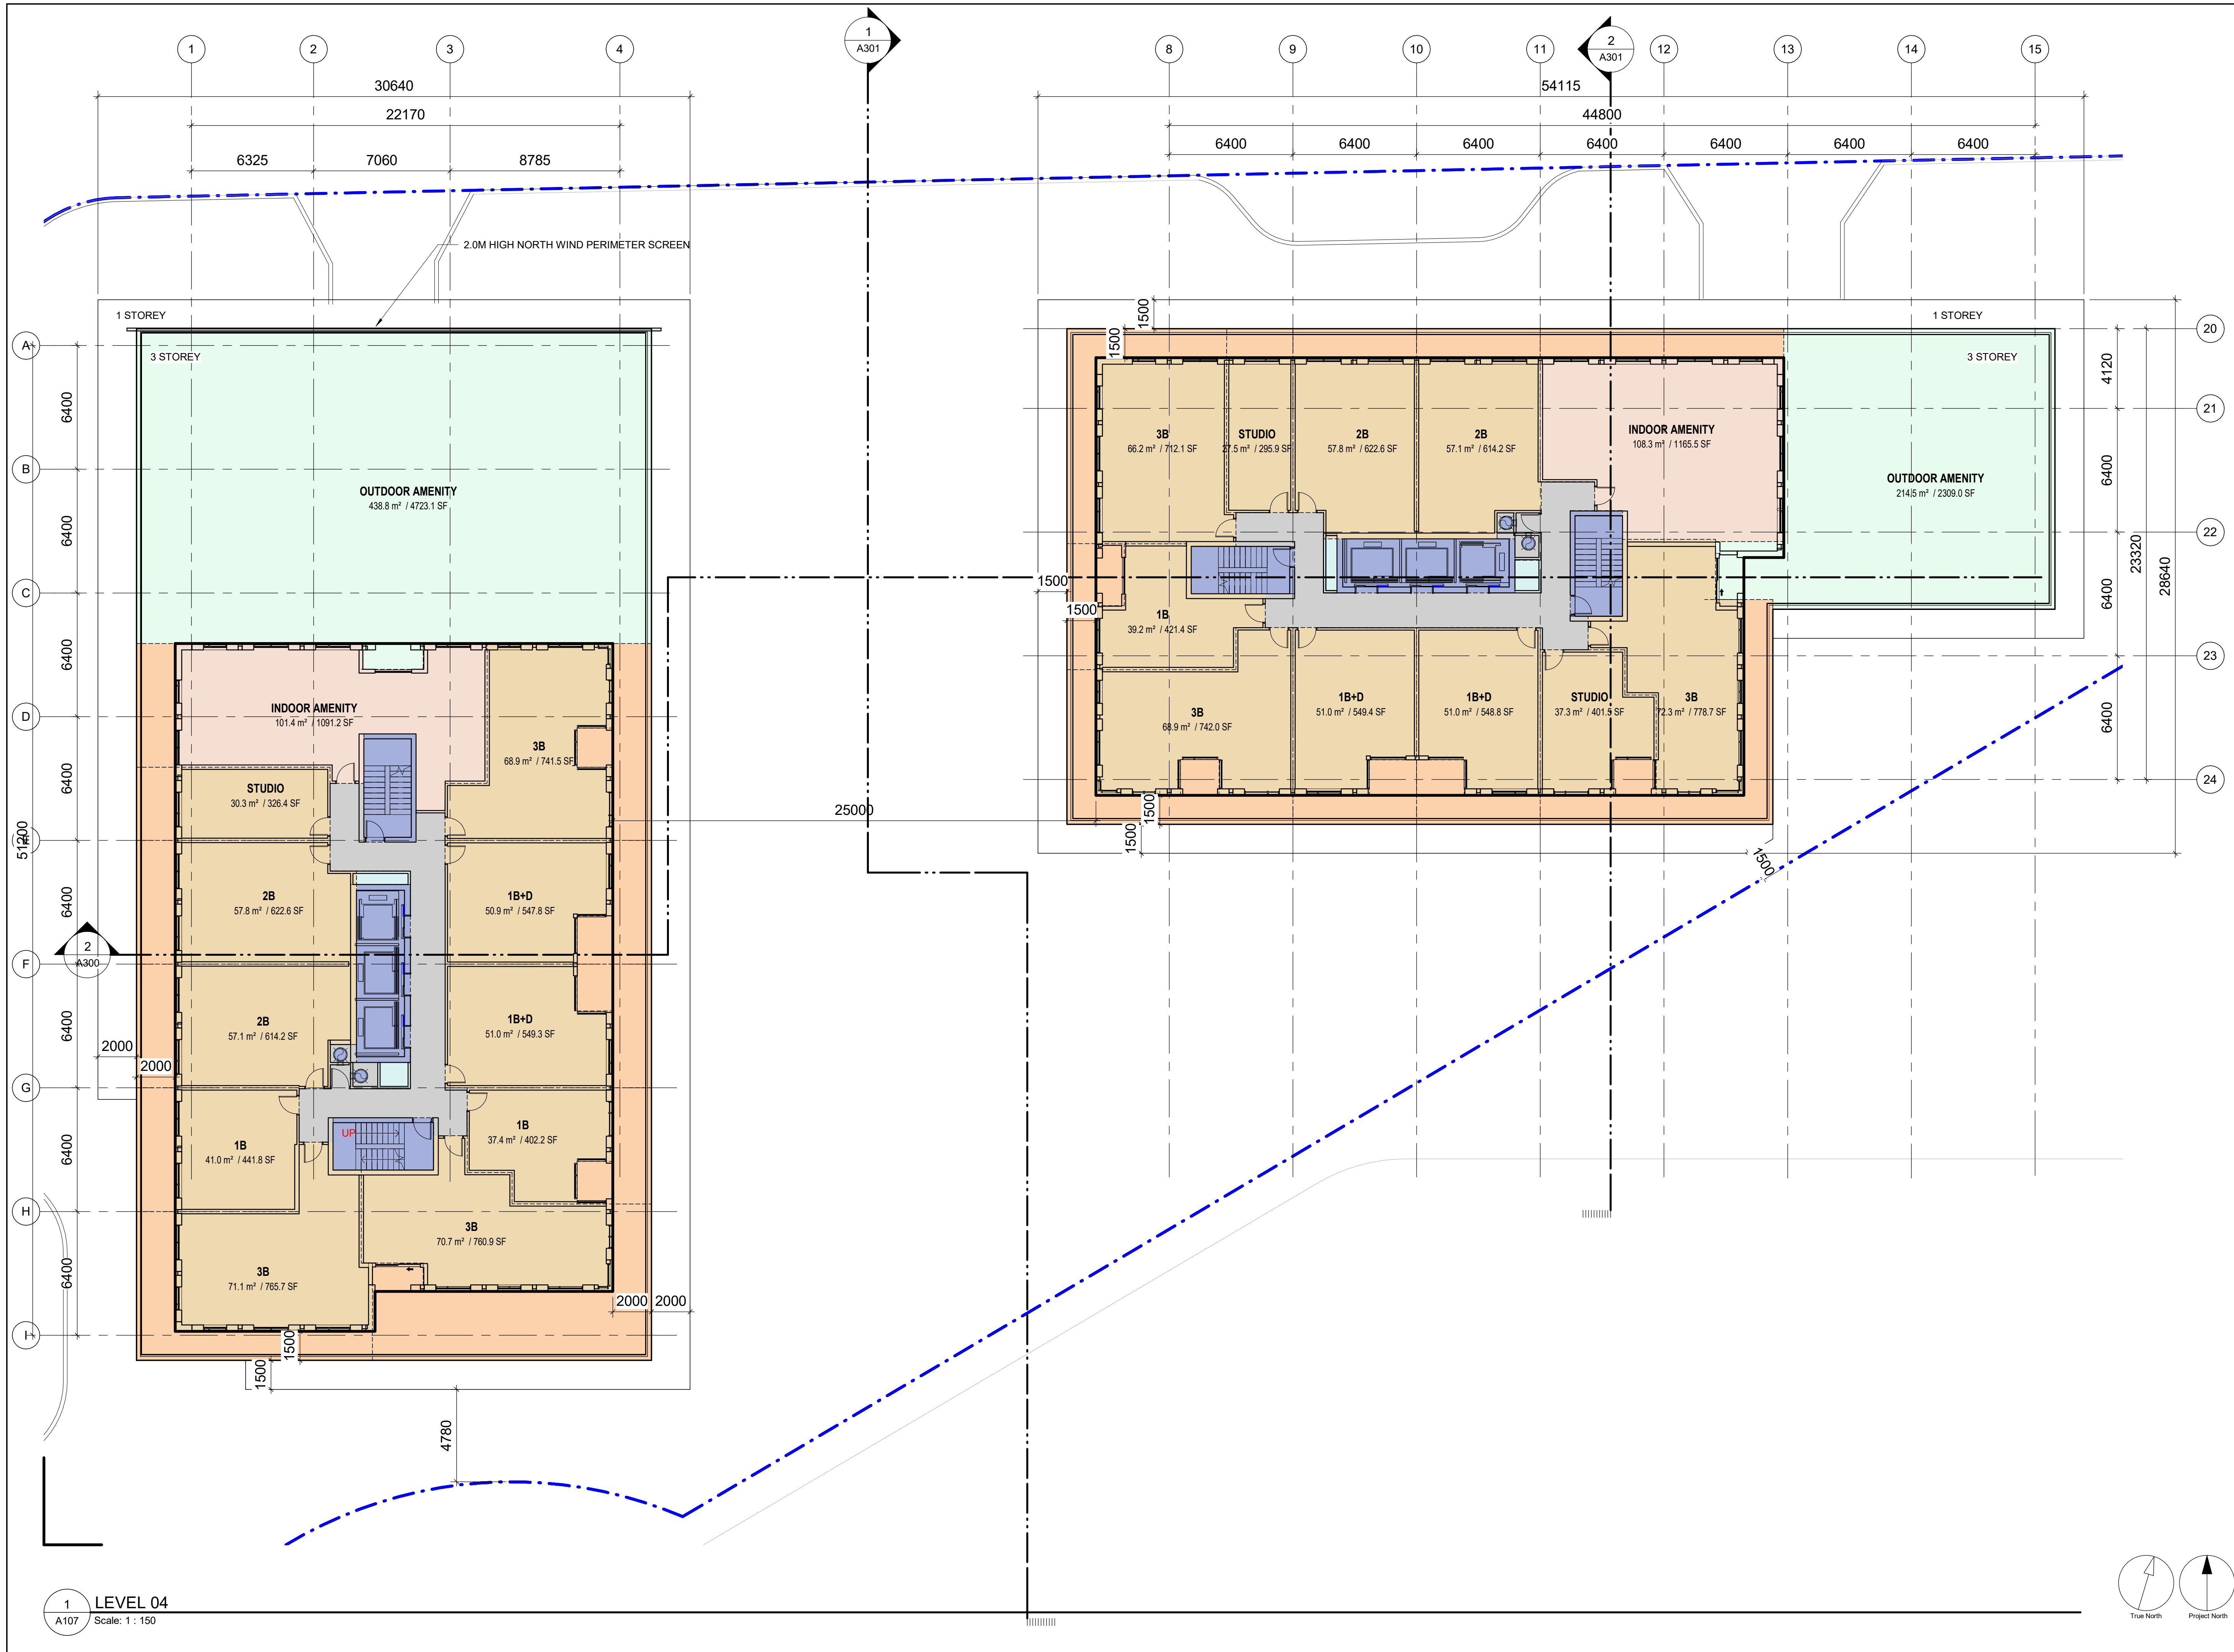 1
2
3
4
1
A301
8
9
10
11
2
A301
12
13
14
15
30640
54115
22170
44800
6325
7060
8785
6400
6400
6400
6400
6400
6400
6400
2.0M HIGH NORTH WIND PERIMETER SCREEN
1 STOREY
3 STOREY
1 STOREY
3 STOREY
A
B
C
D
F
G
H
I
6400
6400
6400
6400
6400
6400
6400
6400
51200
OUTDOOR AMENITY
438.8 m² / 4723.1 SF
INDOOR AMENITY
101.4 m² / 1091.2 SF
3B
68.9 m² / 741.5 SF
STUDIO
30.3 m² / 326.4 SF
2B
57.8 m² / 622.6 SF
1B+D
50.9 m² / 547.8 SF
2B
57.1 m² / 614.2 SF
1B+D
51.0 m² / 549.3 SF
1B
41.0 m² / 441.8 SF
UP
1B
37.4 m² / 402.2 SF
3B
70.7 m² / 760.9 SF
3B
71.1 m² / 765.7 SF
2
A300
2000
2000
2000
2000
1500
1500
4780
25000
1500
1500
1500
1500
3B
66.2 m² / 712.1 SF
STUDIO
27.5 m² / 295.9 SF
2B
57.8 m² / 622.6 SF
2B
57.1 m² / 614.2 SF
INDOOR AMENITY
108.3 m² / 1165.5 SF
OUTDOOR AMENITY
214.5 m² / 2309.0 SF
1B
39.2 m² / 421.4 SF
3B
68.9 m² / 742.0 SF
1B+D
51.0 m² / 549.4 SF
1B+D
51.0 m² / 548.8 SF
STUDIO
37.3 m² / 401.5 SF
3B
72.3 m² / 778.7 SF
1500
1500
1500
20
21
22
23
24
4120
6400
6400
6400
23320
28640
1
A107
LEVEL 04
Scale: 1 : 150
True North
Project North